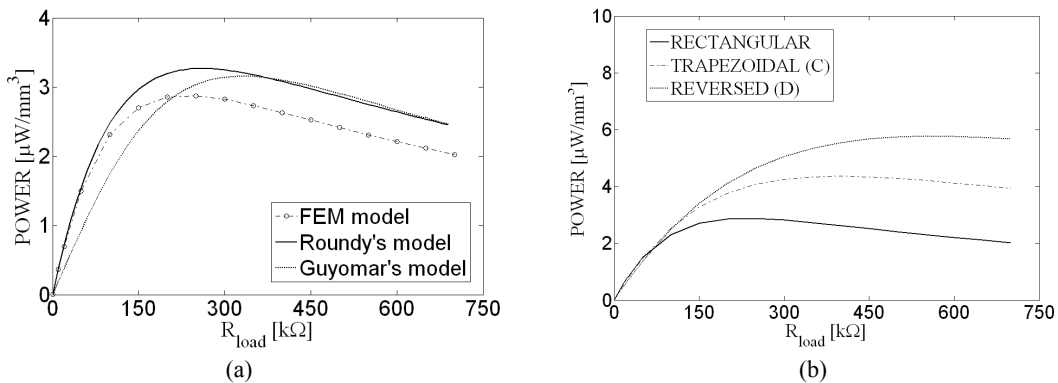 4
3
2
1
0
POWER [µW/mm³]
0
150
300
450
600
750
R_load [kΩ]
FEM model
Roundy's model
Guyomar's model
(a)
10
8
6
4
2
0
POWER [µW/mm³]
0
150
300
450
600
750
R_load [kΩ]
RECTANGULAR
TRAPEZOIDAL (C)
REVERSED (D)
(b)